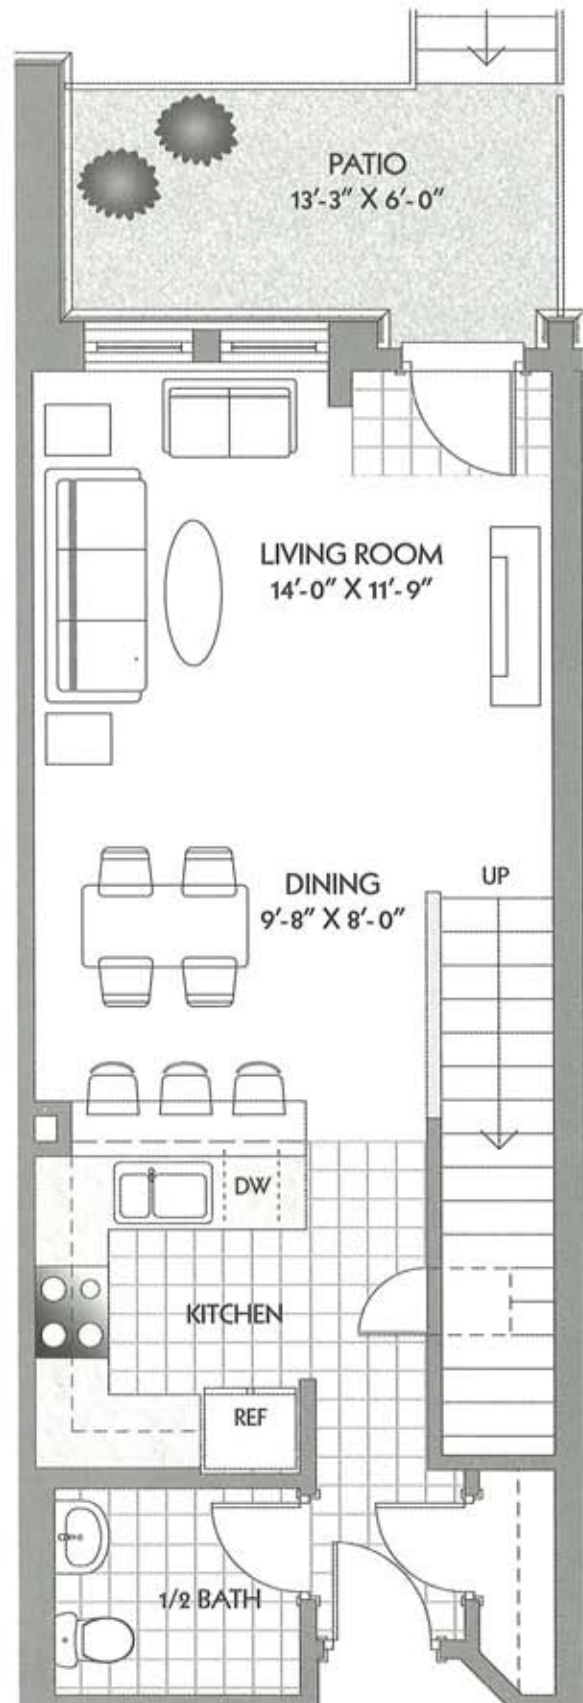 PATIO
13'-3" X 6'-0"
LIVING ROOM
14'-0" X 11'-9"
DINING
9'-8" X 8'-0"
UP
DW
KITCHEN
REF
1/2 BATH